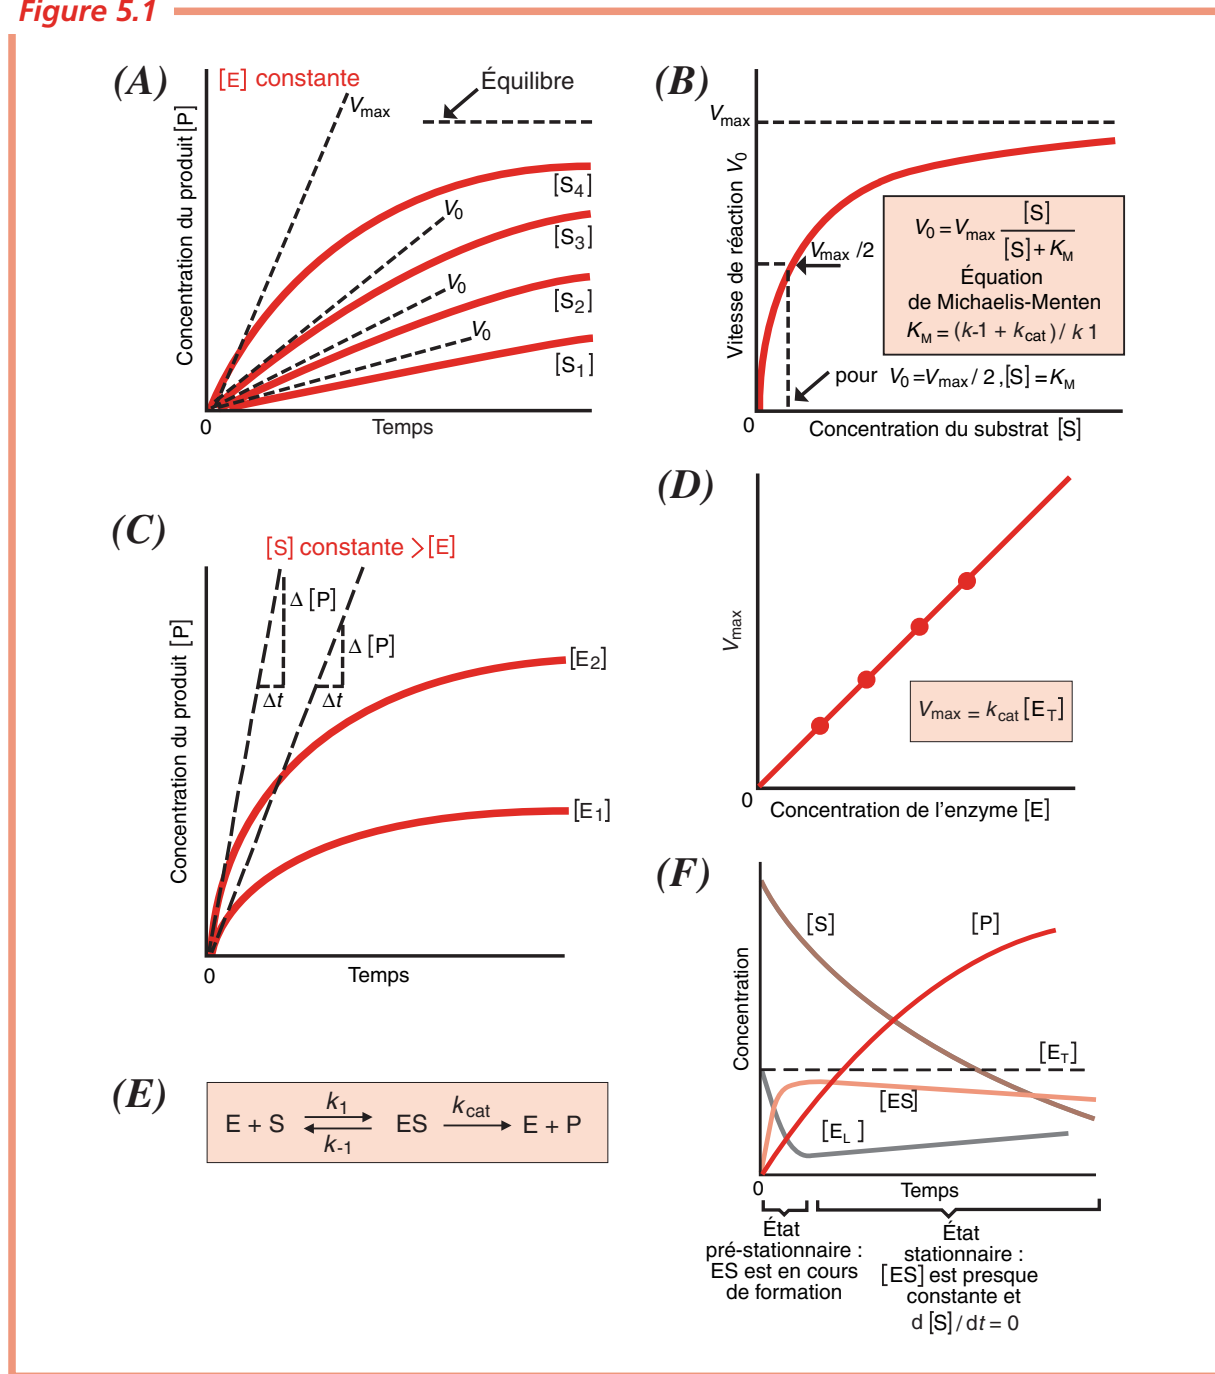 Figure 5.1
(A)
[E] constante
Vmax
Équilibre
[S4]
V0
[S3]
V0
[S2]
V0
[S1]
Concentration du produit [P]
0
Temps
(B)
Vmax
Vitesse de réaction V0
Vmax /2
V0 = Vmax [S] / [S] + KM
Équation
de Michaelis-Menten
KM = (k-1 + kcat) / k 1
pour V0 = Vmax / 2, [S] = KM
0
Concentration du substrat [S]
(C)
[S] constante > [E]
Δ [P]
Δ [P]
Δt
Δt
[E2]
[E1]
Concentration du produit [P]
0
Temps
(D)
Vmax
Vmax = kcat [ET]
0
Concentration de l'enzyme [E]
(E)
E + S k1 k-1 ES kcat E + P
(F)
[S]
[P]
[ET]
[ES]
[EL ]
Concentration
0
Temps
État
pré-stationnaire :
ES est en cours
de formation
État
stationnaire :
[ES] est presque
constante et
d [S] / dt = 0